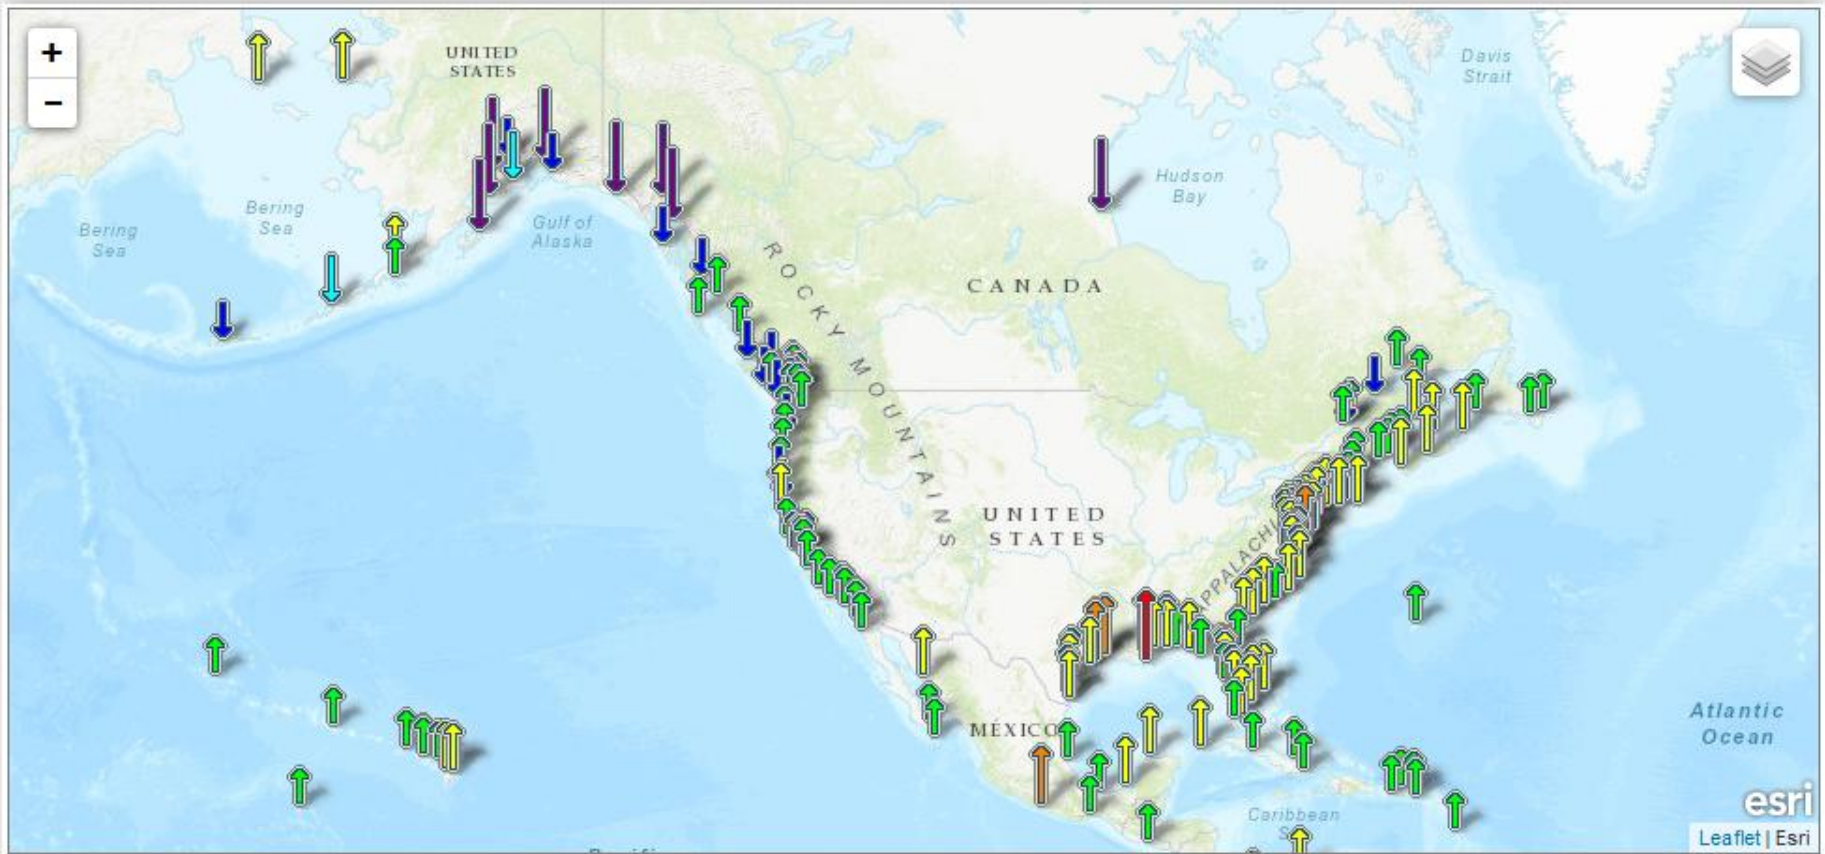 +
−
UNITED
STATES
Davis
Strait
Hudson
Bay
Bering
Sea
Bering
Sea
Gulf of
Alaska
CANADA
ROCKY MOUNTAINS
UNITED
STATES
MÉXICO
Atlantic
Ocean
Caribbean
esri
Leaflet | Esri